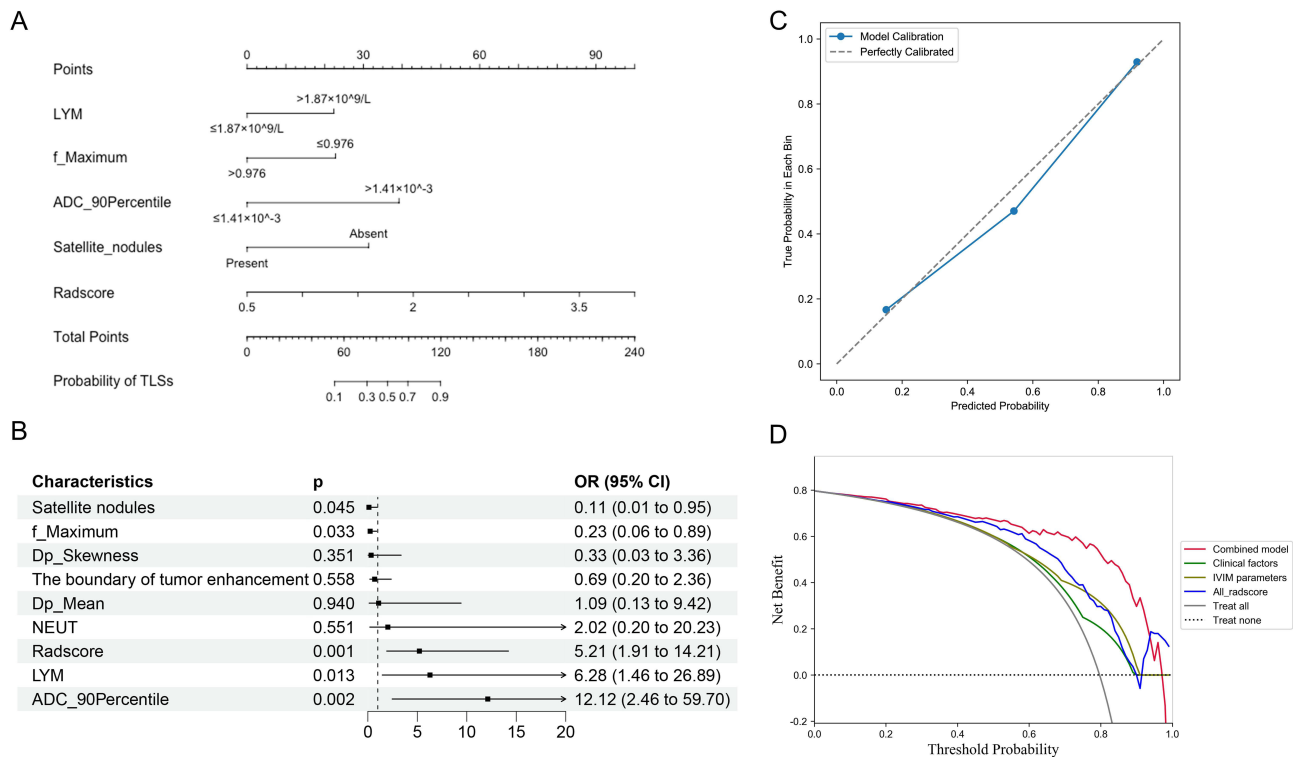 A
Points
0 30 60 90
LYM
>1.87×10^9/L
≤1.87×10^9/L
f_Maximum
≤0.976
>0.976
ADC_90Percentile
>1.41×10^-3
≤1.41×10^-3
Satellite_nodules
Absent
Present
Radscore
0.5 2 3.5
Total Points
0 60 120 180 240
Probability of TLSs
0.1 0.3 0.5 0.7 0.9
B
Characteristics p OR (95% CI)
Satellite nodules 0.045 0.11 (0.01 to 0.95)
f_Maximum 0.033 0.23 (0.06 to 0.89)
Dp_Skewness 0.351 0.33 (0.03 to 3.36)
The boundary of tumor enhancement 0.558 0.69 (0.20 to 2.36)
Dp_Mean 0.940 1.09 (0.13 to 9.42)
NEUT 0.551 2.02 (0.20 to 20.23)
Radscore 0.001 5.21 (1.91 to 14.21)
LYM 0.013 6.28 (1.46 to 26.89)
ADC_90Percentile 0.002 12.12 (2.46 to 59.70)
0 5 10 15 20
C
Model Calibration
Perfectly Calibrated
True Probability in Each Bin
1.0
0.8
0.6
0.4
0.2
0.0
0.0 0.2 0.4 0.6 0.8 1.0
Predicted Probability
D
Net Benefit
0.8
0.6
0.4
0.2
0.0
-0.2
0.0 0.2 0.4 0.6 0.8 1.0
Threshold Probability
Combined model
Clinical factors
IVIM parameters
All_radscore
Treat all
Treat none